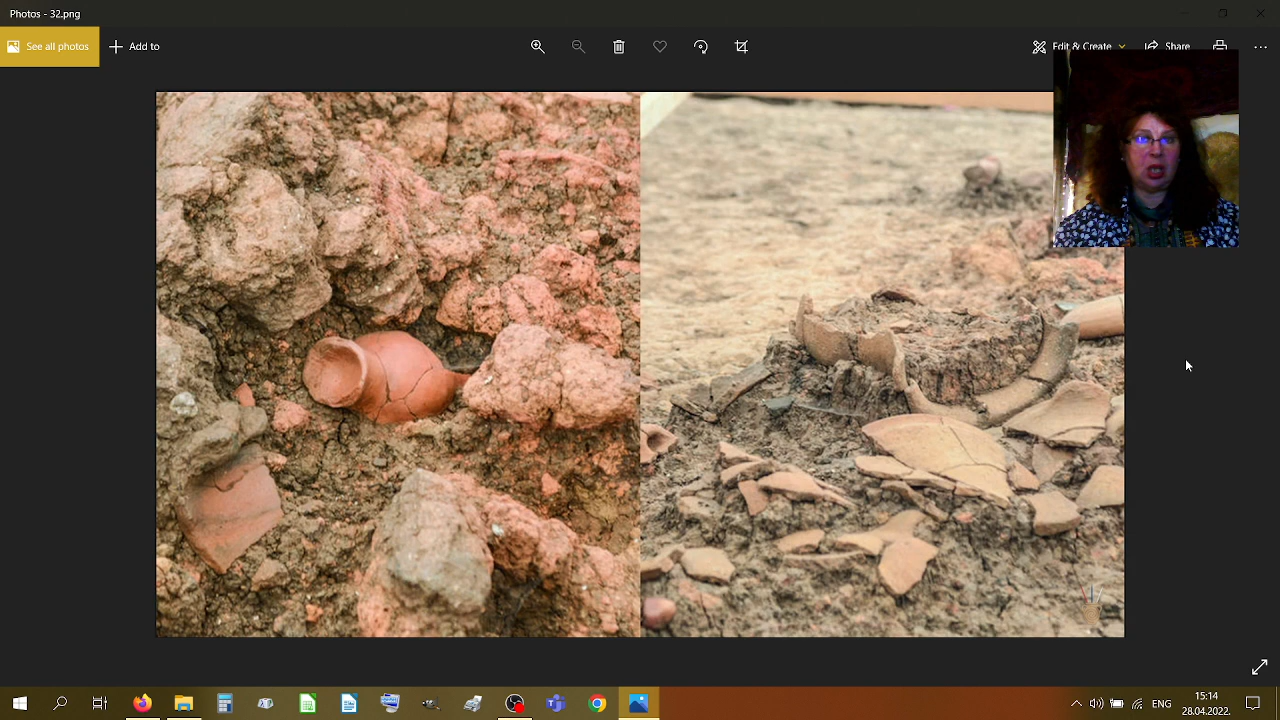 Photos - 32.png
See all photos
Add to
Edit & Create
Share
15:14
ENG
28.04.2022.